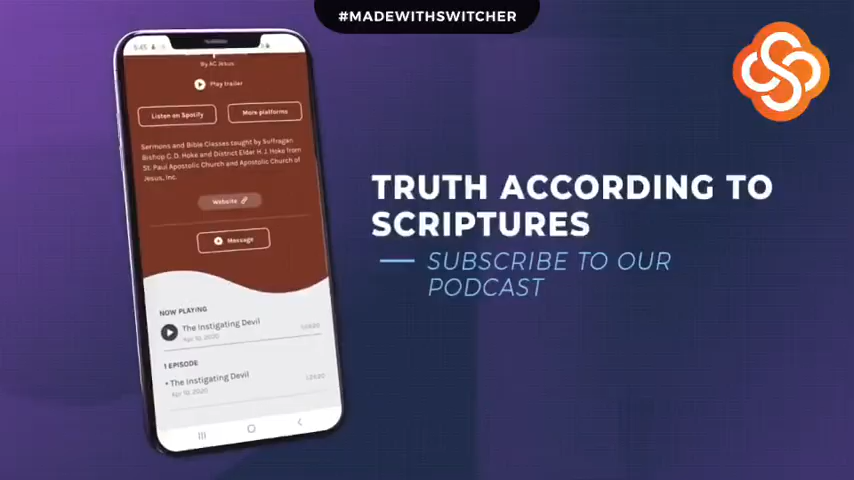 #MADEWITHSWITCHER
5:45
By AC Jesus
Play trailer
Listen on Spotify
More platforms
Sermons and Bible Classes taught by Suffragan
Bishop C. D. Hoke and District Elder H. J. Hoke from
St. Paul Apostolic Church and Apostolic Church of
Jesus, Inc.
Website
Message
NOW PLAYING
The Instigating Devil
Apr 10, 2020
1 EPISODE
• The Instigating Devil
Apr 10, 2020
TRUTH ACCORDING TO
SCRIPTURES
SUBSCRIBE TO OUR
PODCAST